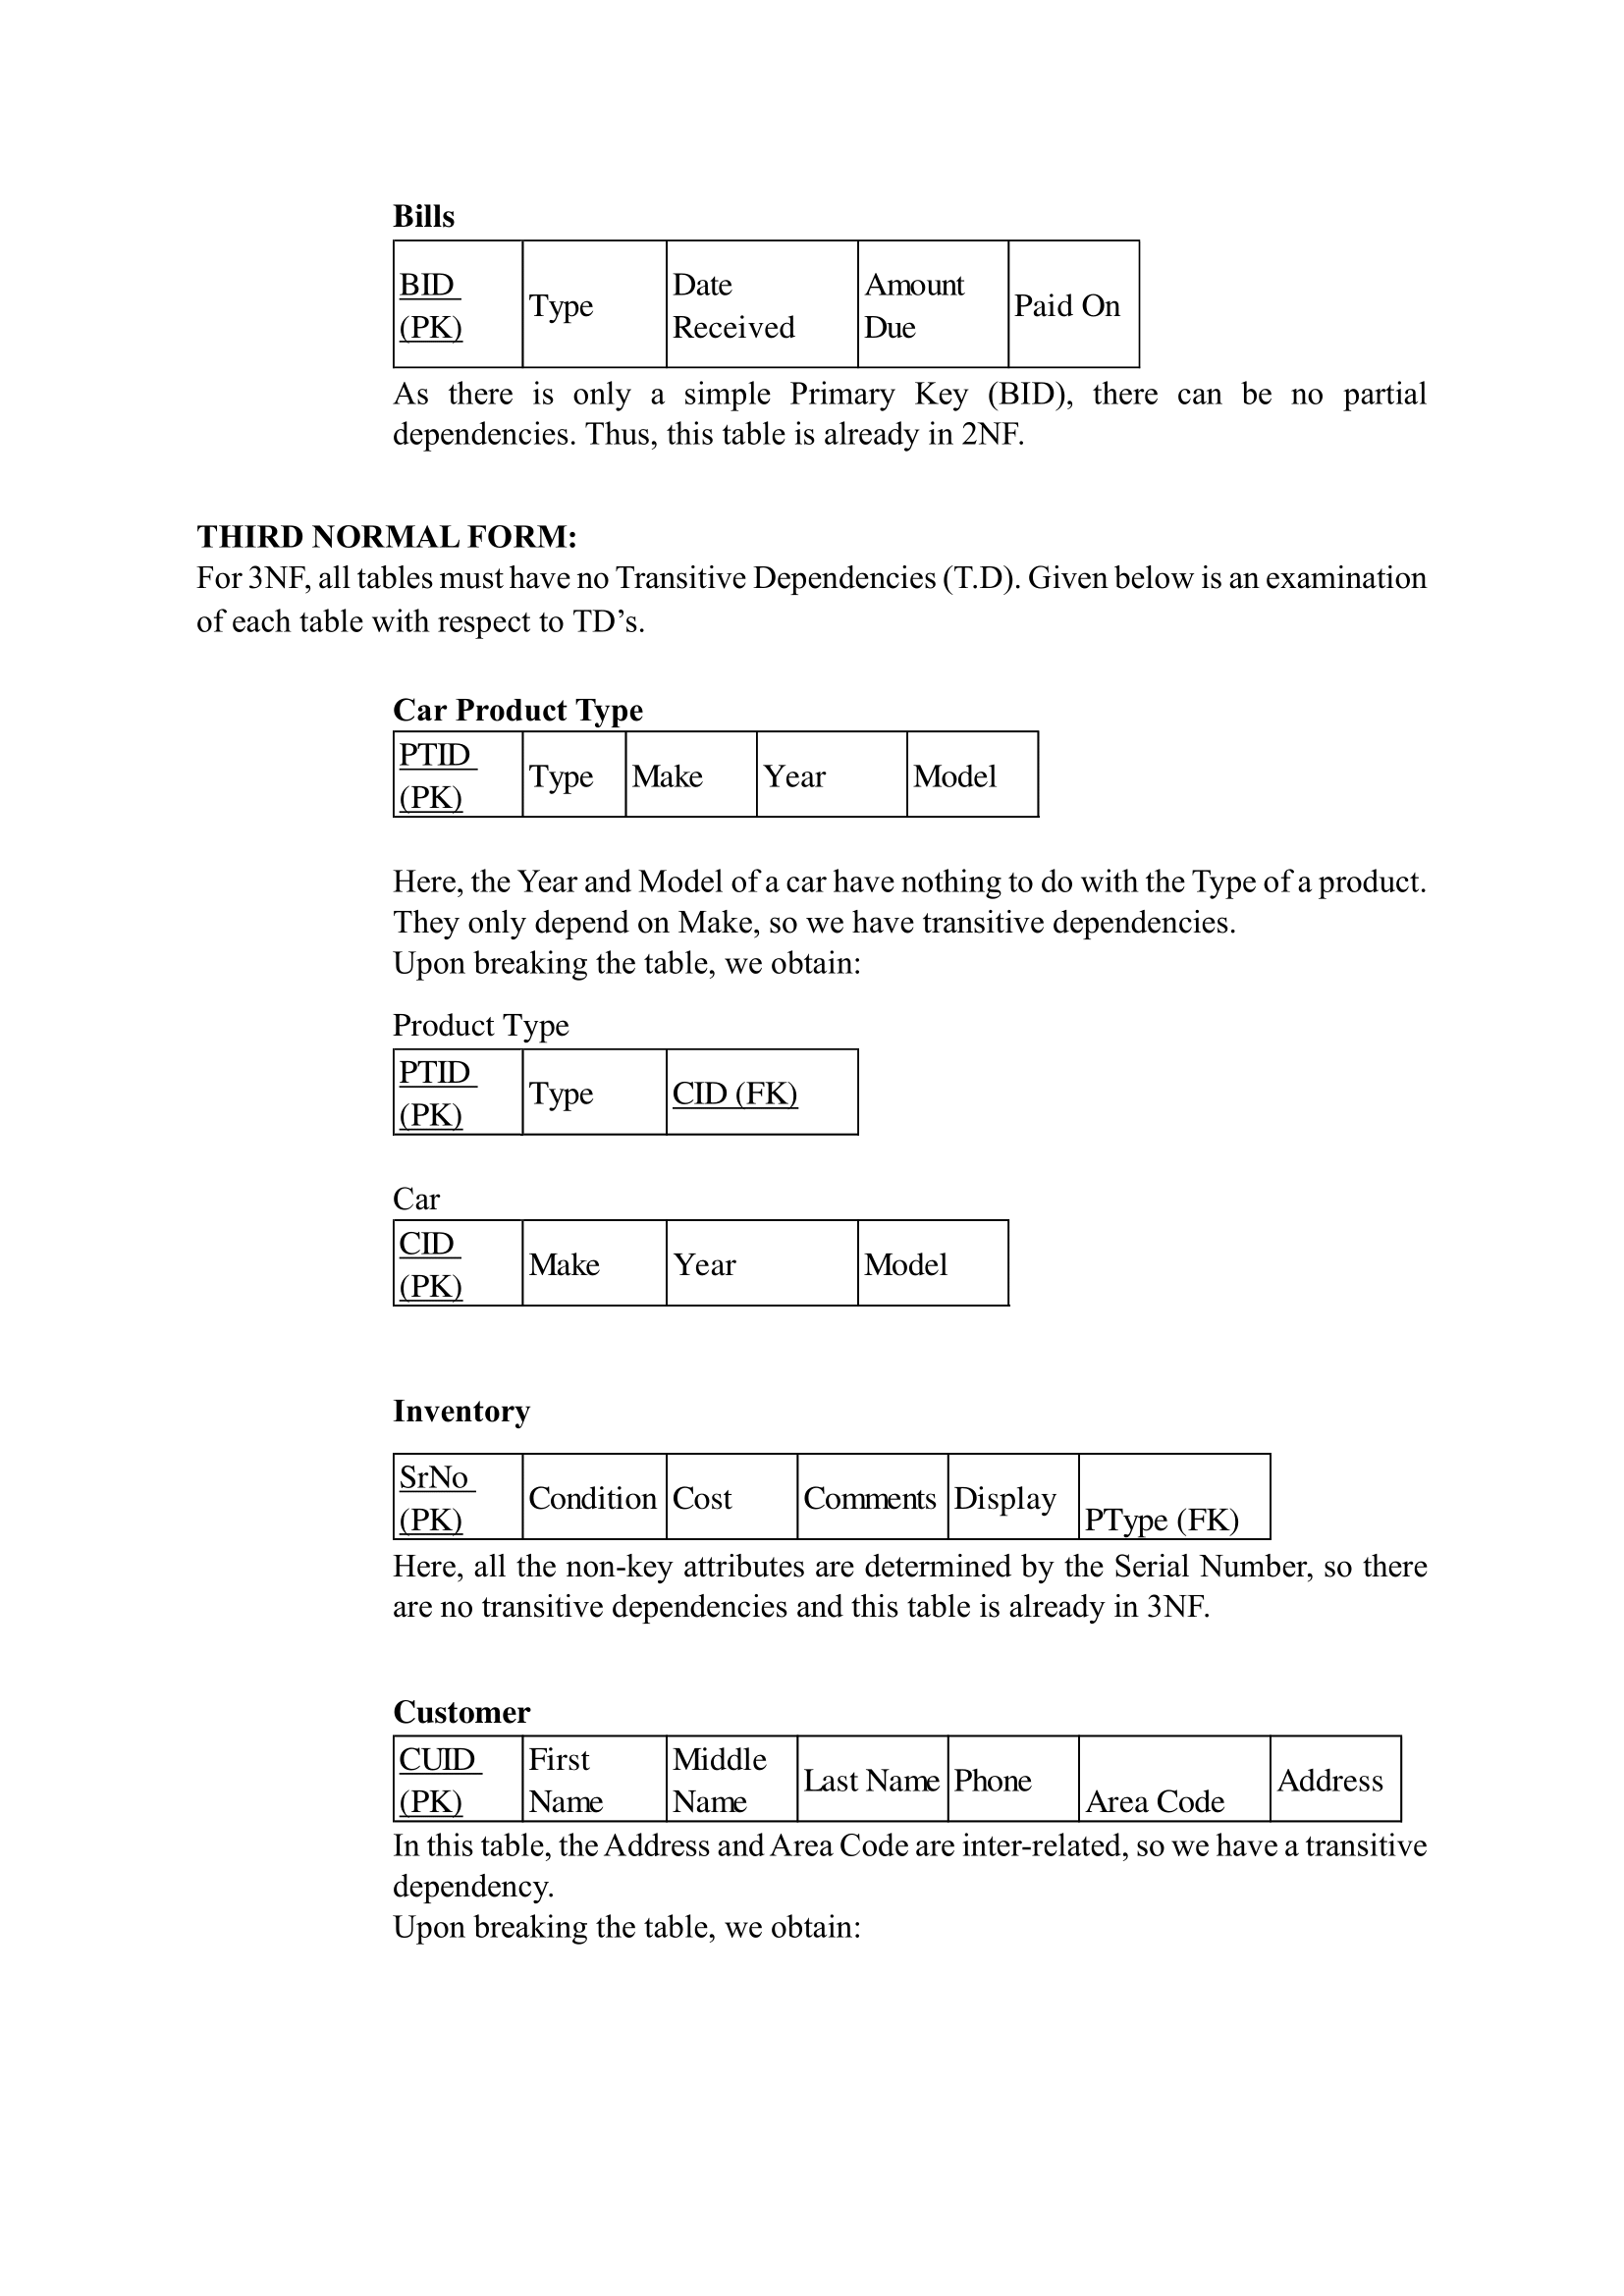 Bills
BID Type Date Amount Paid On
(PK) Received Due
As there is only a simple Primary Key (BID), there can be no partial
dependencies. Thus, this table is already in 2NF.
THIRD NORMAL FORM:
For 3NF, all tables must have no Transitive Dependencies (T.D). Given below is an examination
of each table with respect to TD’s.
Car Product Type
PTID Type Make Year Model
(PK)
Here, the Year and Model of a car have nothing to do with the Type of a product.
They only depend on Make, so we have transitive dependencies.
Upon breaking the table, we obtain:
Product Type
PTID Type CID (FK)
(PK)
Car
CID Make Year Model
(PK)
Inventory
SrNo Condition Cost Comments Display
(PK) PType (FK)
Here, all the non-key attributes are determined by the Serial Number, so there
are no transitive dependencies and this table is already in 3NF.
Customer
CUID First Middle Last Name Phone Address
(PK) Name Name Area Code
In this table, the Address and Area Code are inter-related, so we have a transitive
dependency.
Upon breaking the table, we obtain: